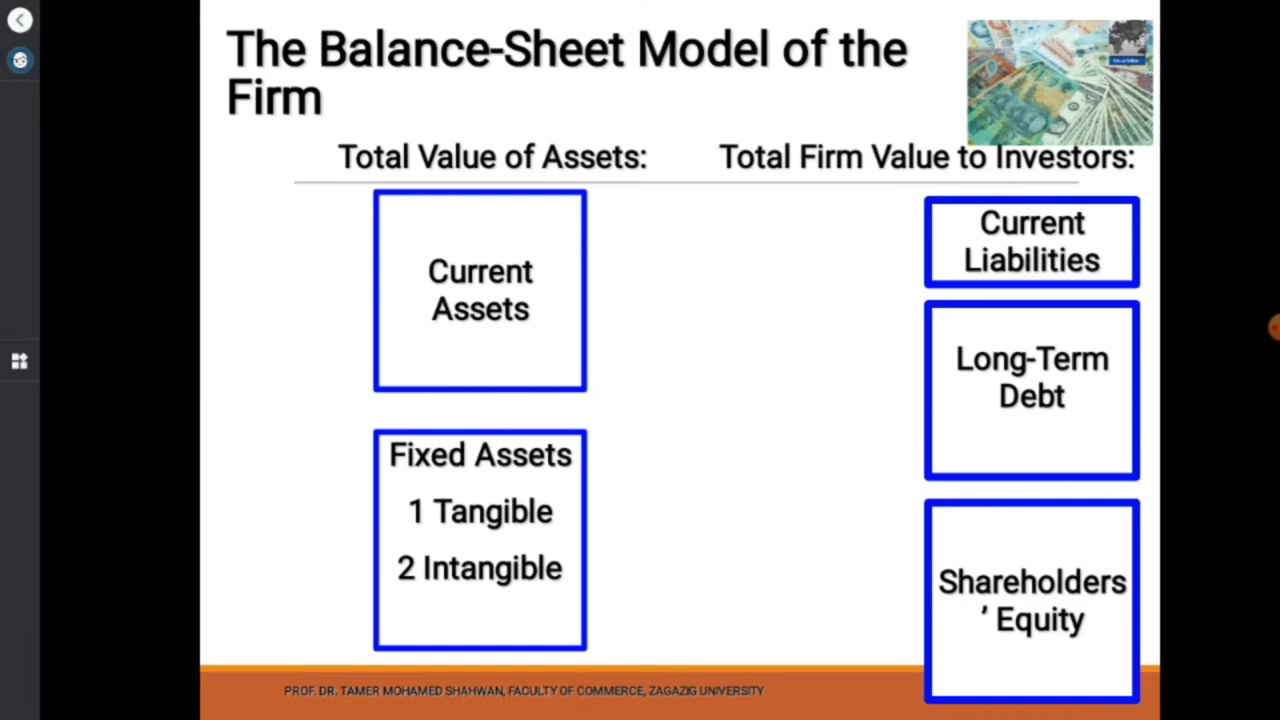 The Balance-Sheet Model of the
Firm
Total Value of Assets:
Total Firm Value to Investors:
Current
Assets
Fixed Assets
1 Tangible
2 Intangible
Current
Liabilities
Long-Term
Debt
Shareholders
’ Equity
PROF. DR. TAMER MOHAMED SHAHWAN, FACULTY OF COMMERCE, ZAGAZIG UNIVERSITY